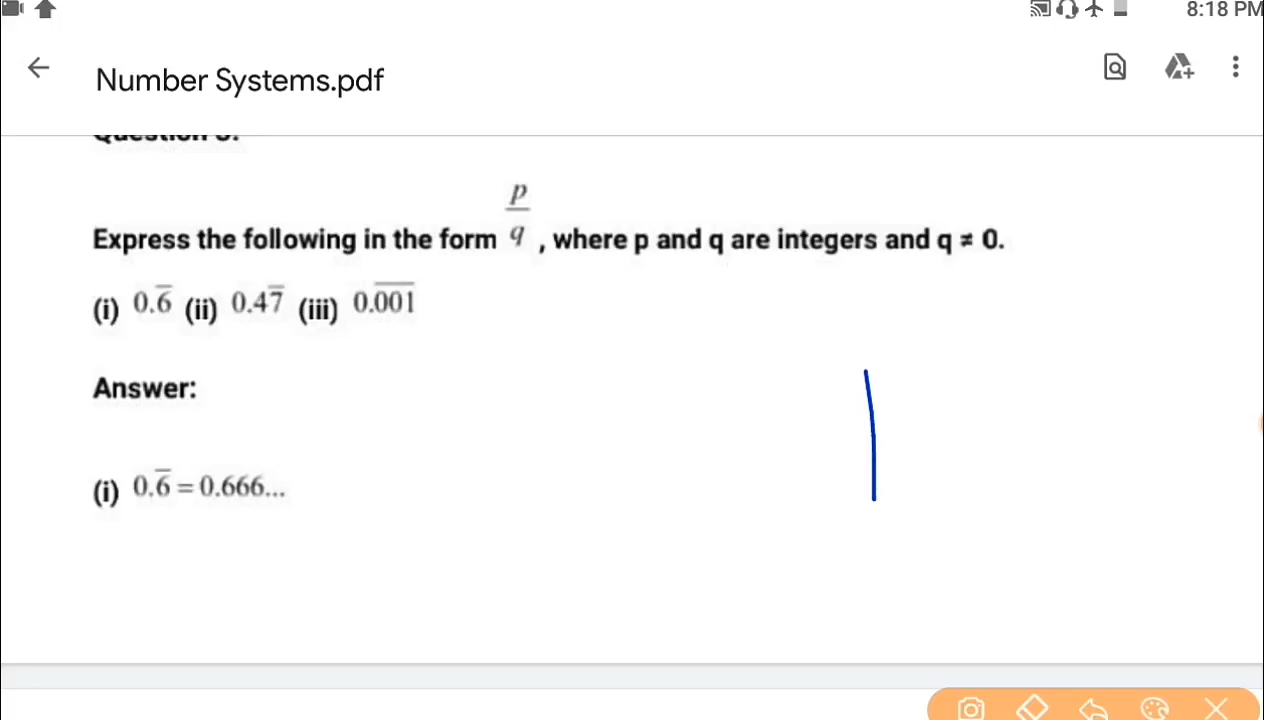 8:18 PM
Number Systems.pdf
Express the following in the form p/q , where p and q are integers and q ≠ 0.
(i) 0.6̅ (ii) 0.47̅ (iii) 0.0̅0̅1̅
Answer:
(i) 0.6̅ = 0.666...